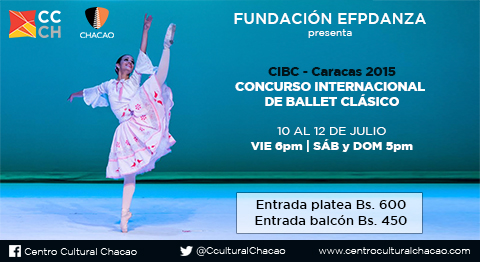 CC
CH
CHACAO
FUNDACIÓN EFPDANZA
presenta
CIBC - Caracas 2015
CONCURSO INTERNACIONAL
DE BALLET CLÁSICO
10 AL 12 DE JULIO
VIE 6pm | SÁB y DOM 5pm
Entrada platea Bs. 600
Entrada balcón Bs. 450
Centro Cultural Chacao
@CculturalChacao
www.centroculturalchacao.com